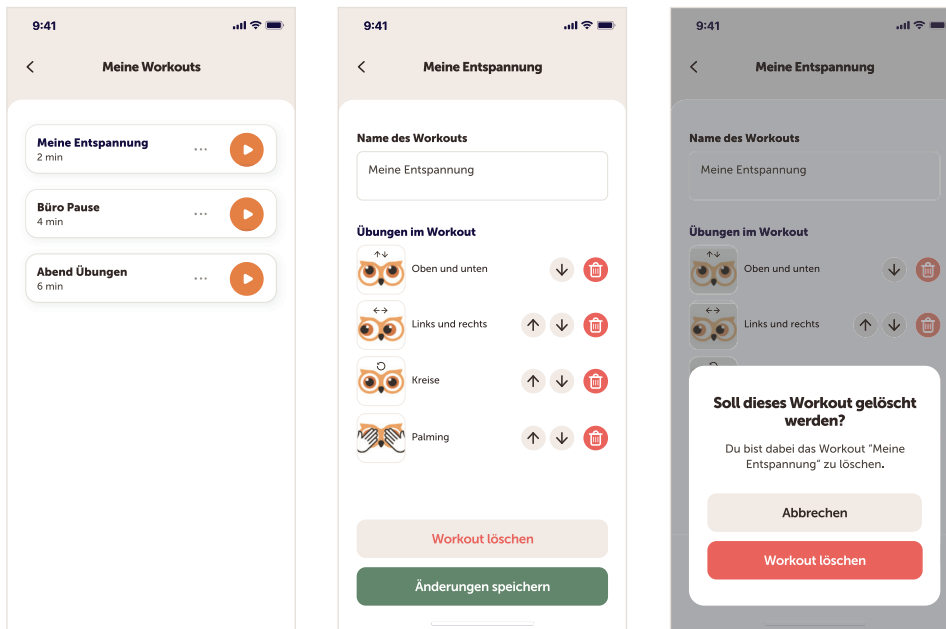 9:41
Meine Workouts
Meine Entspannung
2 min
Büro Pause
4 min
Abend Übungen
6 min
9:41
Meine Entspannung
Name des Workouts
Meine Entspannung
Übungen im Workout
Oben und unten
Links und rechts
Kreise
Palming
Workout löschen
Änderungen speichern
9:41
Meine Entspannung
Name des Workouts
Meine Entspannung
Übungen im Workout
Oben und unten
Links und rechts
Soll dieses Workout gelöscht
werden?
Du bist dabei das Workout "Meine
Entspannung" zu löschen.
Abbrechen
Workout löschen